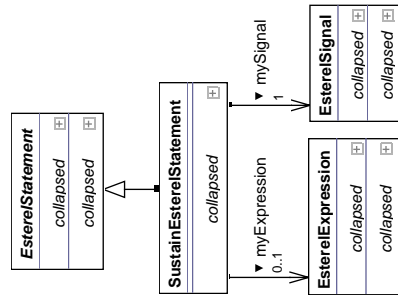 EsterelStatement
collapsed
collapsed
SustainEsterelStatement
collapsed
myExpression
0..1
mySignal
1
EsterelExpression
collapsed
collapsed
EsterelSignal
collapsed
collapsed